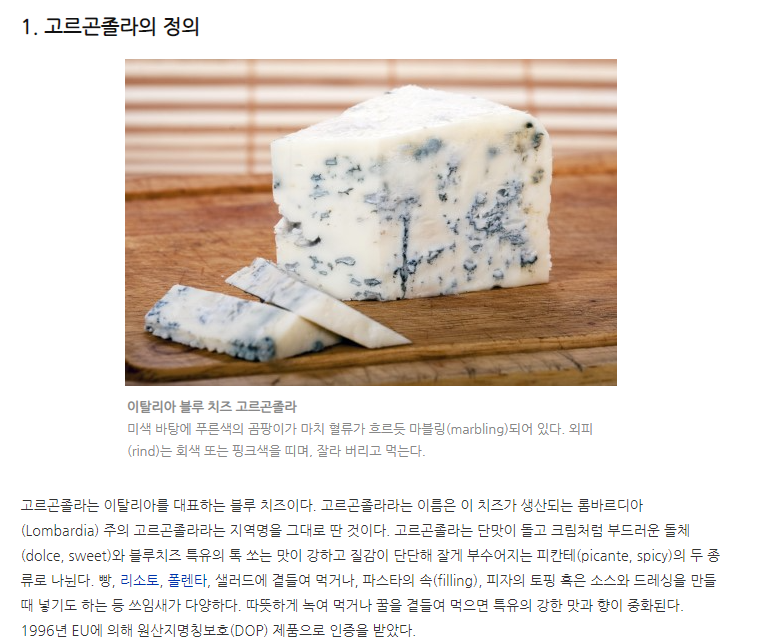 1. 고르곤졸라의 정의
이탈리아 블루 치즈 고르곤졸라
미색 바탕에 푸른색의 곰팡이가 마치 혈류가 흐르듯 마블링(marbling)되어 있다. 외피
(rind)는 회색 또는 핑크색을 띠며, 잘라 버리고 먹는다.
고르곤졸라는 이탈리아를 대표하는 블루 치즈이다. 고르곤졸라라는 이름은 이 치즈가 생산되는 롬바르디아
(Lombardia) 주의 고르곤졸라라는 지역명을 그대로 딴 것이다. 고르곤졸라는 단맛이 돌고 크림처럼 부드러운 돌체
(dolce, sweet)와 블루치즈 특유의 톡 쏘는 맛이 강하고 질감이 단단해 잘게 부수어지는 피칸테(picante, spicy)의 두 종
류로 나뉜다. 빵, 리소토, 폴렌타, 샐러드에 곁들여 먹거나, 파스타의 속(filling), 피자의 토핑 혹은 소스와 드레싱을 만들
때 넣기도 하는 등 쓰임새가 다양하다. 따뜻하게 녹여 먹거나 꿀을 곁들여 먹으면 특유의 강한 맛과 향이 중화된다.
1996년 EU에 의해 원산지명칭보호(DOP) 제품으로 인증을 받았다.